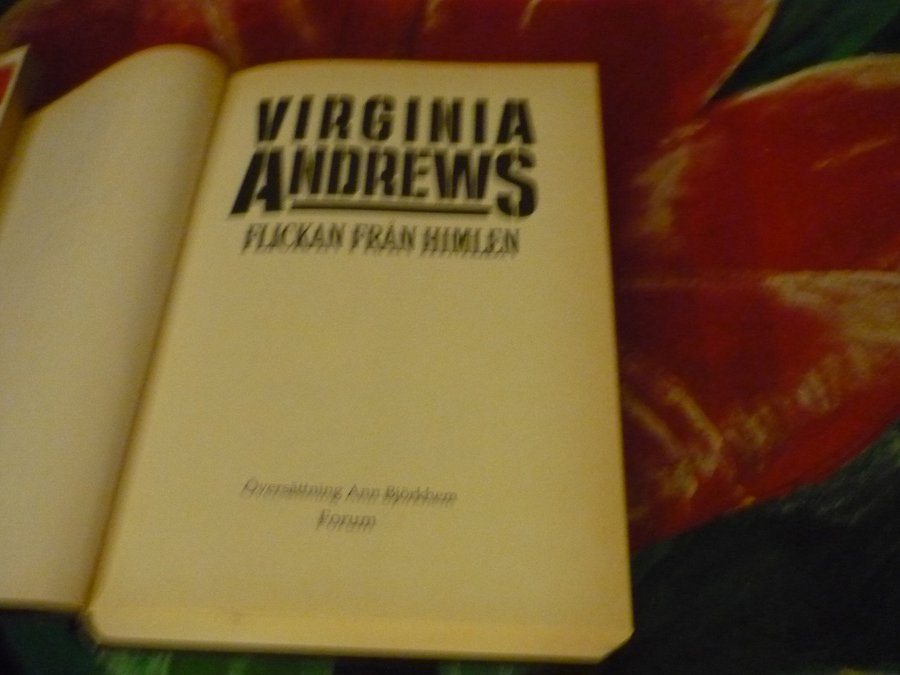 VIRGINIA
ANDREWS
FLICKAN FRÅN HIMLEN
Översättning Ann Björkhem
Forum